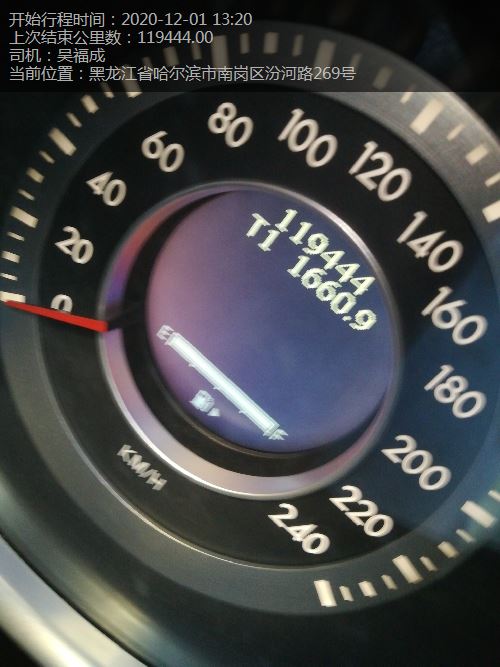 开始行程时间：2020-12-01 13:20
上次结束公里数：119444.00
司机：吴福成
当前位置：黑龙江省哈尔滨市南岗区汾河路269号
0
20
40
60
80
100
120
140
160
180
200
220
240
119444
T1 1660.9
E
F
KM/H